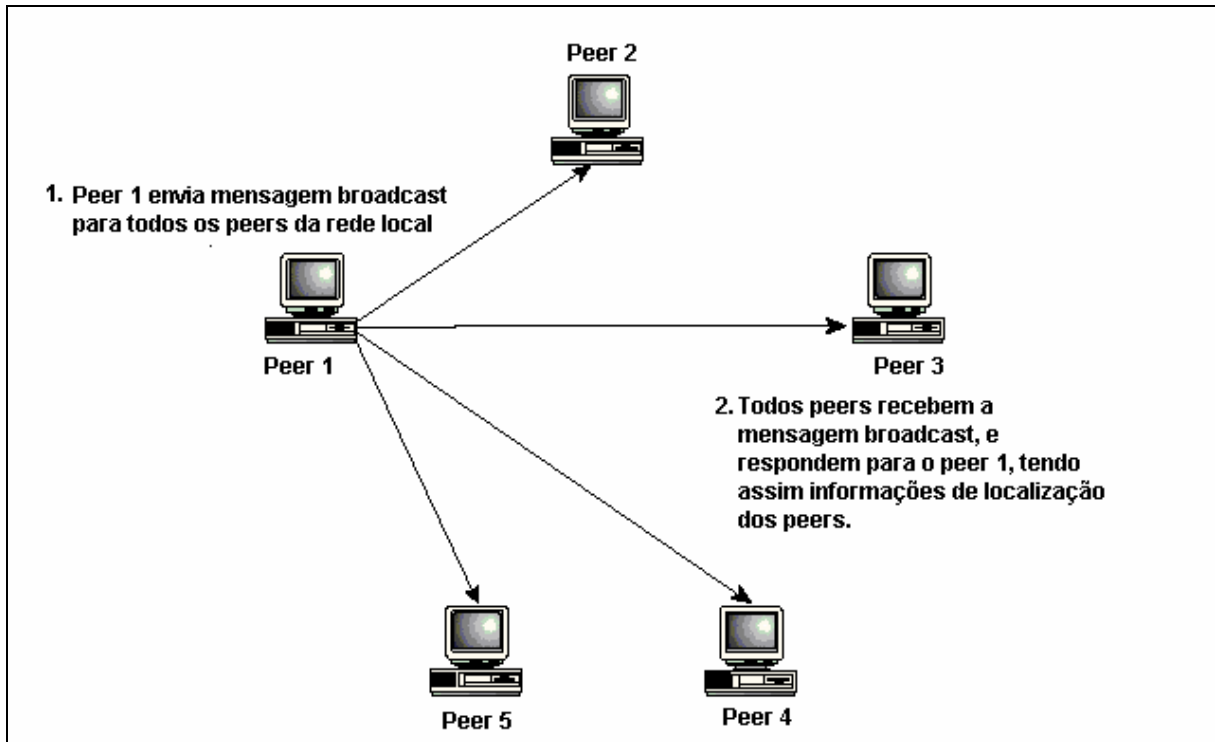 Peer 2
1. Peer 1 envia mensagem broadcast
para todos os peers da rede local
Peer 1
Peer 3
2. Todos peers recebem a
mensagem broadcast, e
respondem para o peer 1, tendo
assim informações de localização
dos peers.
Peer 5
Peer 4